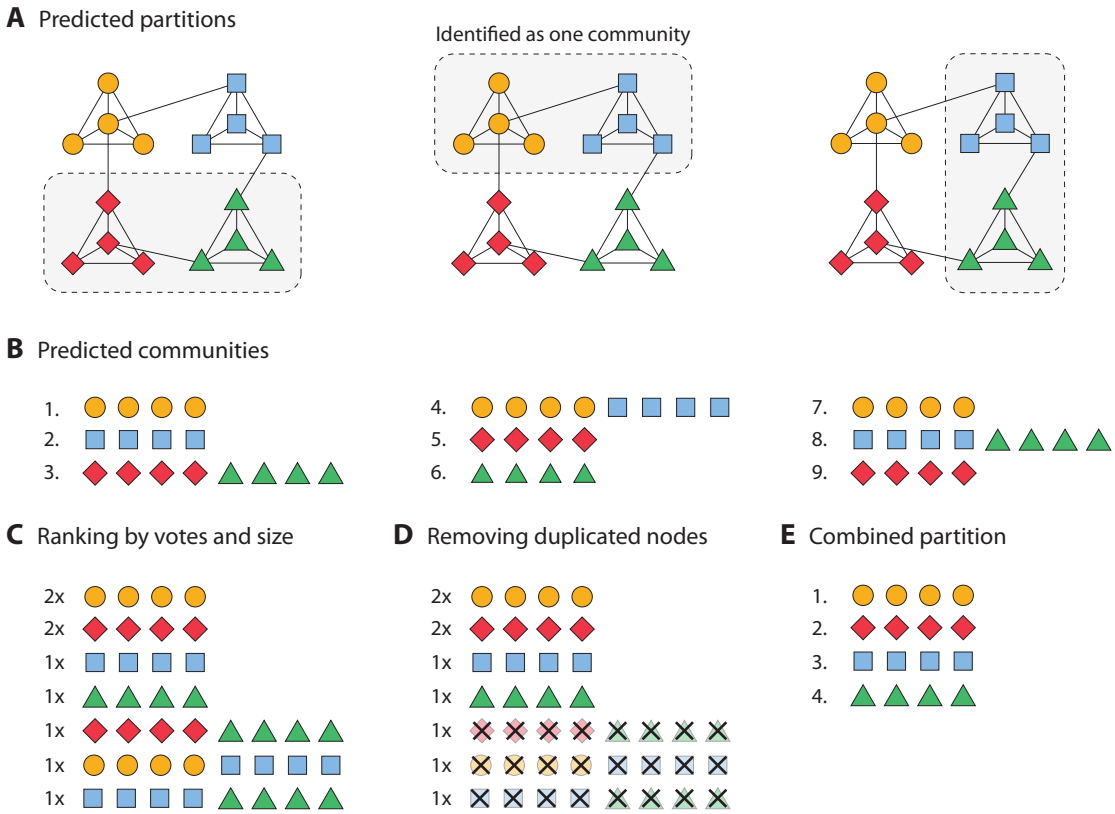 A Predicted partitions
Identified as one community
B Predicted communities
1.
2.
3.
4.
5.
6.
7.
8.
9.
C Ranking by votes and size
2x
2x
1x
1x
1x
1x
1x
D Removing duplicated nodes
2x
2x
1x
1x
1x
1x
1x
E Combined partition
1.
2.
3.
4.